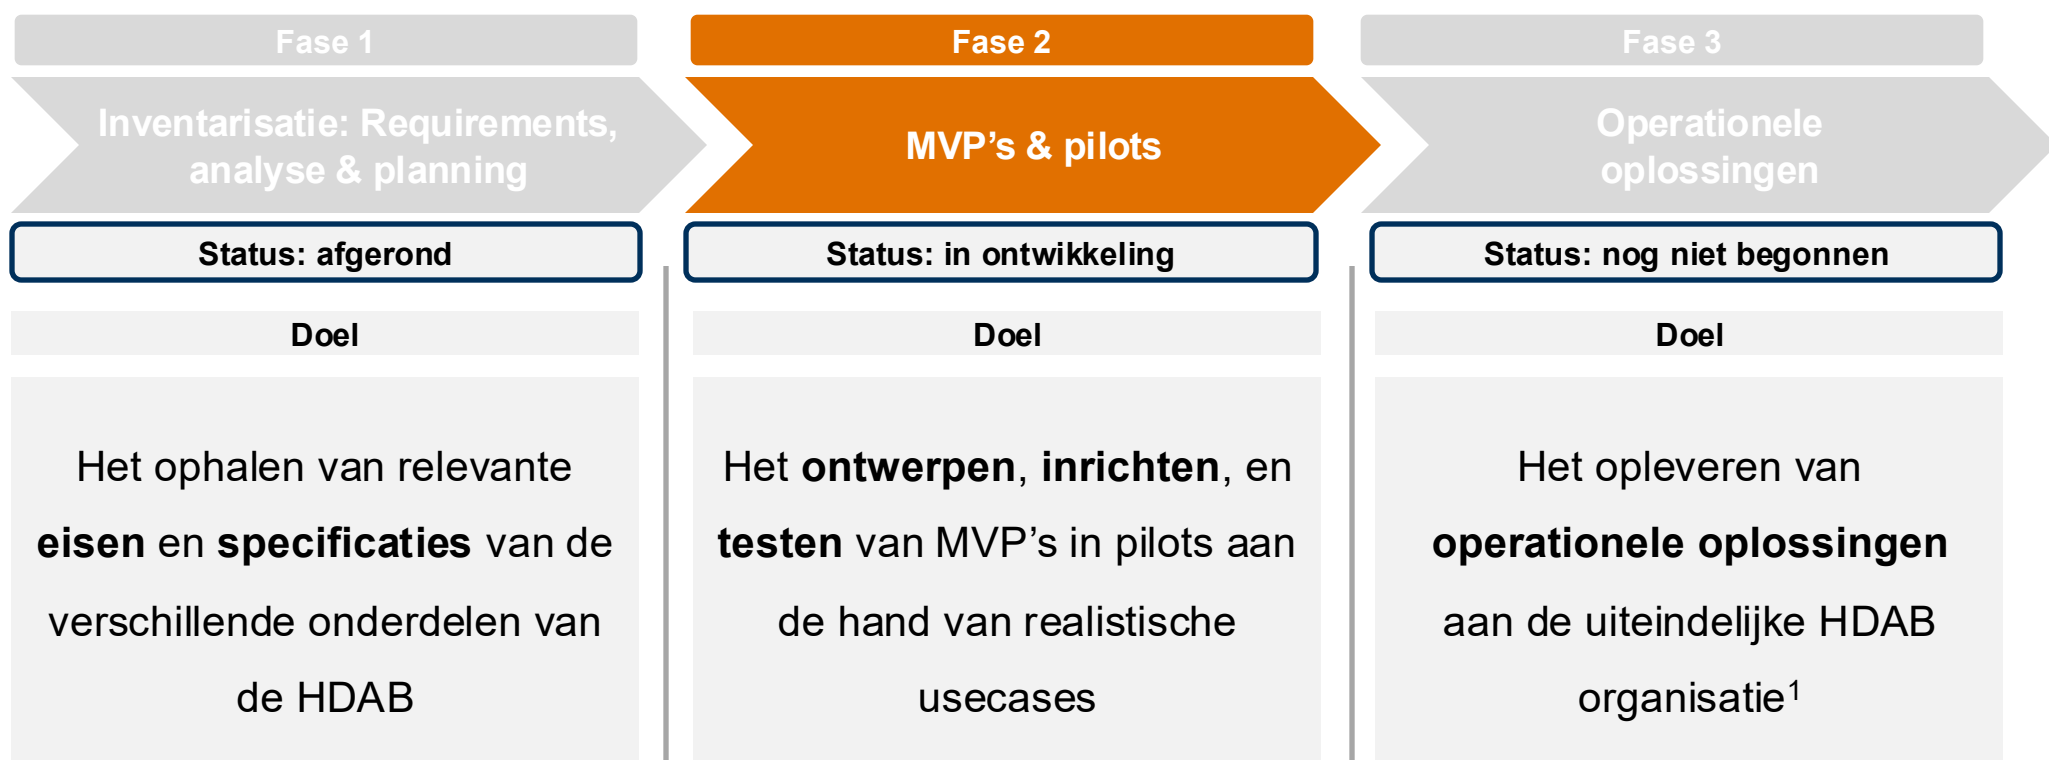 Fase 1
Inventarisatie: Requirements,
analyse & planning
Status: afgerond
Doel
Het ophalen van relevante
eisen en specificaties van de
verschillende onderdelen van
de HDAB
Fase 2
MVP’s & pilots
Status: in ontwikkeling
Doel
Het ontwerpen, inrichten, en
testen van MVP’s in pilots aan
de hand van realistische
usecases
Fase 3
Operationele
oplossingen
Status: nog niet begonnen
Doel
Het opleveren van
operationele oplossingen
aan de uiteindelijke HDAB
organisatie¹